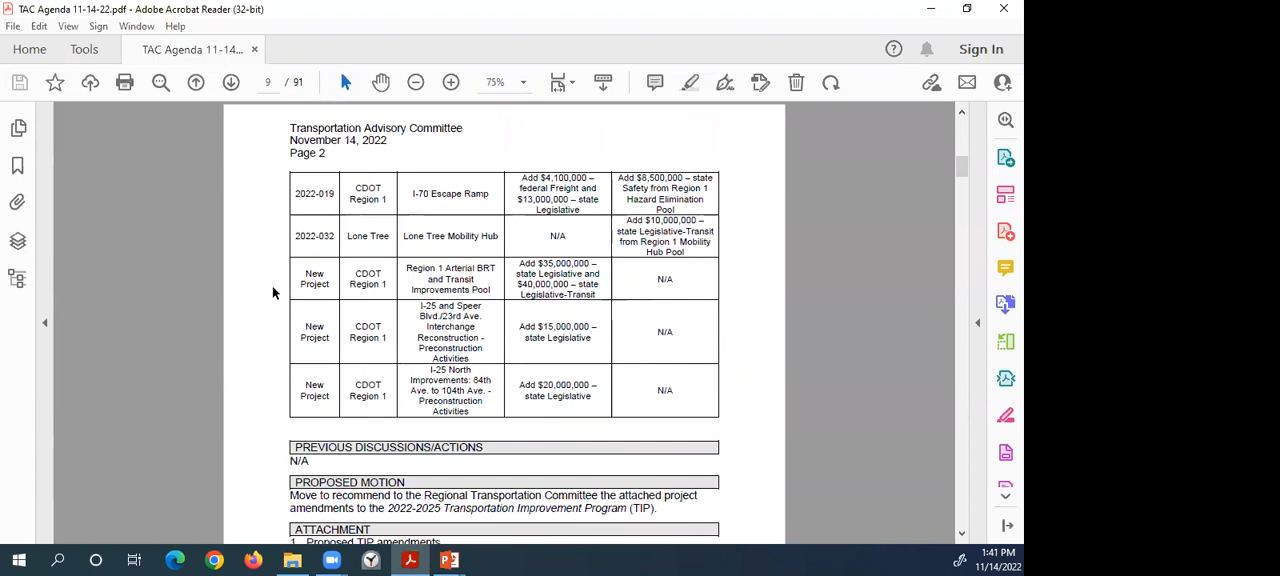 TAC Agenda 11-14-22.pdf - Adobe Acrobat Reader (32-bit)
File Edit View Sign Window Help
Home Tools TAC Agenda 11-14... × Sign In
9 / 91 75%
Transportation Advisory Committee
November 14, 2022
Page 2
2022-019
CDOT
Region 1
I-70 Escape Ramp
Add $4,100,000 –
federal Freight and
$13,000,000 – state
Legislative
Add $8,500,000 – state
Safety from Region 1
Hazard Elimination
Pool
2022-032
Lone Tree
Lone Tree Mobility Hub
N/A
Add $10,000,000 –
state Legislative-Transit
from Region 1 Mobility
Hub Pool
New
Project
CDOT
Region 1
Region 1 Arterial BRT
and Transit
Improvements Pool
Add $35,000,000 –
state Legislative and
$40,000,000 – state
Legislative-Transit
N/A
New
Project
CDOT
Region 1
I-25 and Speer
Blvd./23rd Ave.
Interchange
Reconstruction -
Preconstruction
Activities
Add $15,000,000 –
state Legislative
N/A
New
Project
CDOT
Region 1
I-25 North
Improvements: 84th
Ave. to 104th Ave. -
Preconstruction
Activities
Add $20,000,000 –
state Legislative
N/A
PREVIOUS DISCUSSIONS/ACTIONS
N/A
PROPOSED MOTION
Move to recommend to the Regional Transportation Committee the attached project
amendments to the 2022-2025 Transportation Improvement Program (TIP).
ATTACHMENT
1. Proposed TIP amendments
1:41 PM
11/14/2022